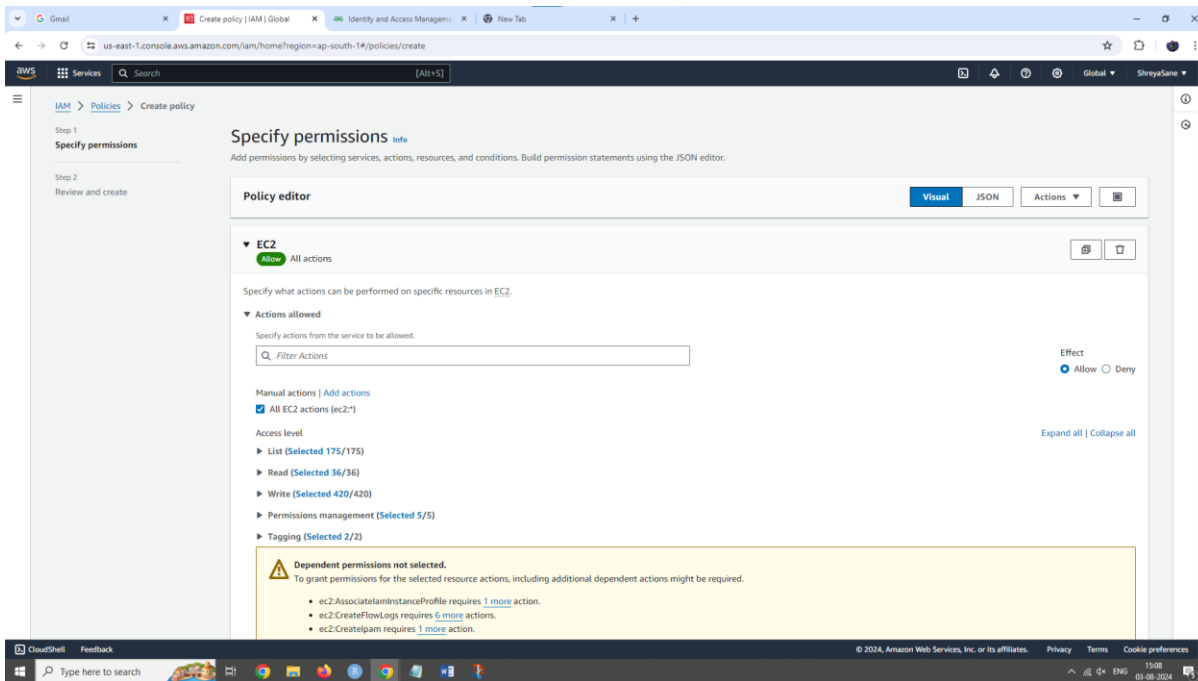 Gmail
Create policy | IAM | Global
Identity and Access Managemen
New Tab
us-east-1.console.aws.amazon.com/iam/home?region=ap-south-1#/policies/create
aws
Services
Search
[Alt+S]
Global
ShreyaSane
IAM > Policies > Create policy
Step 1
Specify permissions
Step 2
Review and create
Specify permissions Info
Add permissions by selecting services, actions, resources, and conditions. Build permission statements using the JSON editor.
Policy editor
Visual
JSON
Actions
EC2
Allow All actions
Specify what actions can be performed on specific resources in EC2.
Actions allowed
Specify actions from the service to be allowed.
Filter Actions
Effect
Allow
Deny
Manual actions | Add actions
All EC2 actions (ec2:*)
Access level
Expand all | Collapse all
List (Selected 175/175)
Read (Selected 36/36)
Write (Selected 420/420)
Permissions management (Selected 5/5)
Tagging (Selected 2/2)
Dependent permissions not selected.
To grant permissions for the selected resource actions, including additional dependent actions might be required.
• ec2:AssociateIamInstanceProfile requires 1 more action.
• ec2:CreateFlowLogs requires 6 more actions.
• ec2:CreateIpam requires 1 more action.
CloudShell
Feedback
© 2024, Amazon Web Services, Inc. or its affiliates.
Privacy
Terms
Cookie preferences
Type here to search
ENG
15:08
03-08-2024